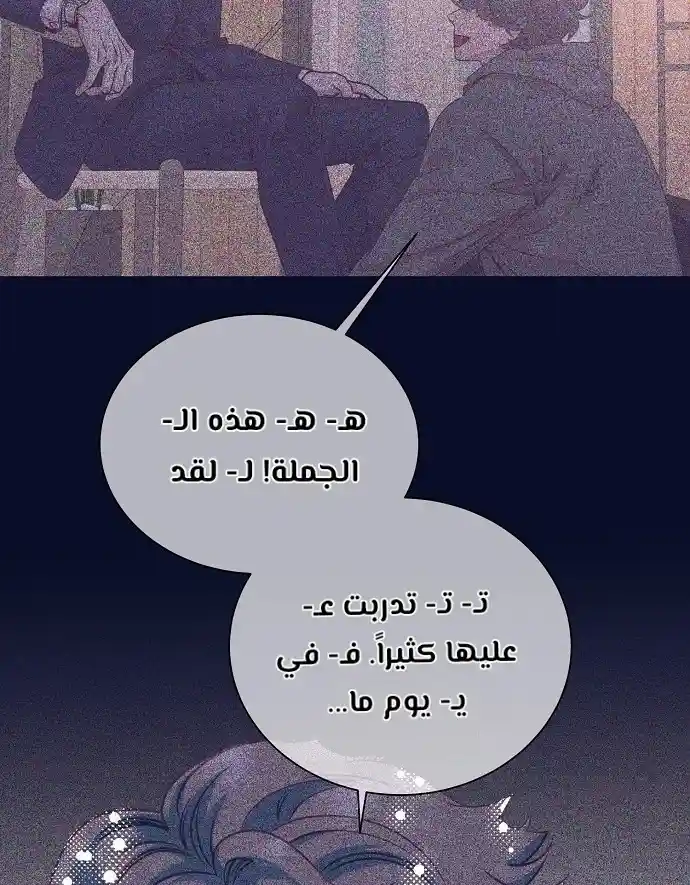 هـ- هـ- هذه الـ-
الجملة! لـ- لقد
تـ- تـ- تدربت عـ-
عليها كثيراً. فـ- في
يـ- يوم ما...